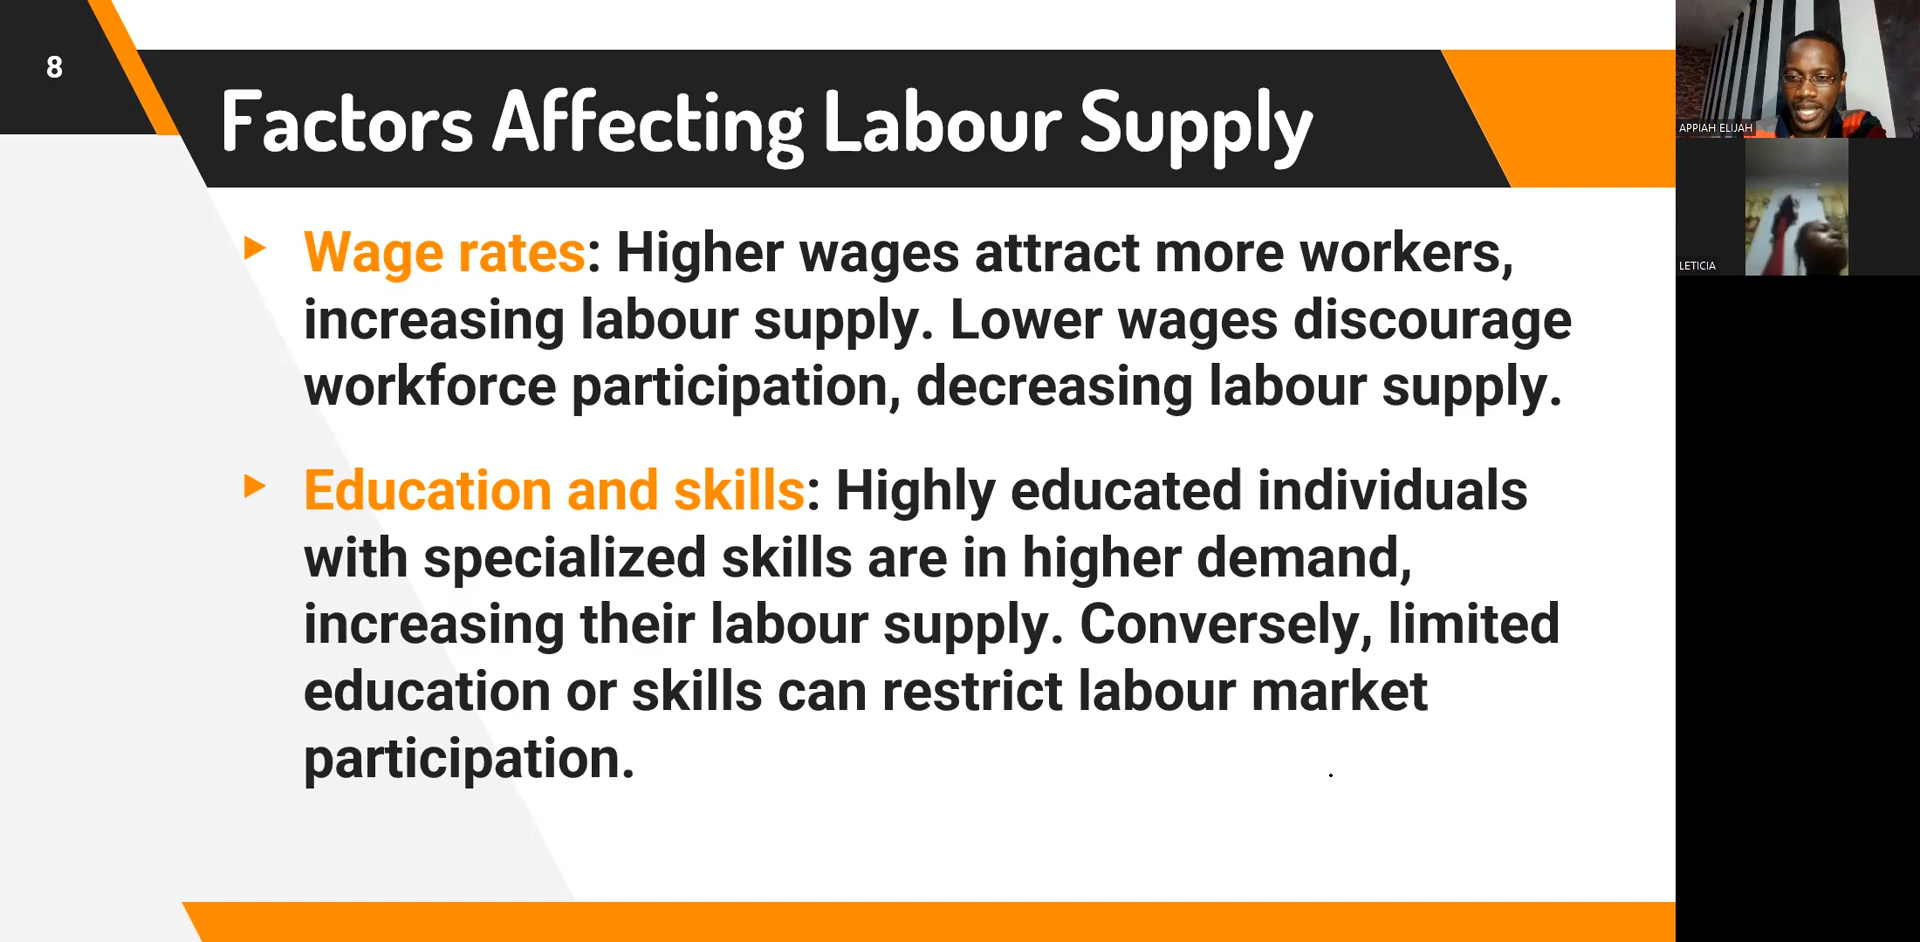 8
Factors Affecting Labour Supply
Wage rates: Higher wages attract more workers,
increasing labour supply. Lower wages discourage
workforce participation, decreasing labour supply.
Education and skills: Highly educated individuals
with specialized skills are in higher demand,
increasing their labour supply. Conversely, limited
education or skills can restrict labour market
participation.
APPIAH ELIJAH
LETICIA